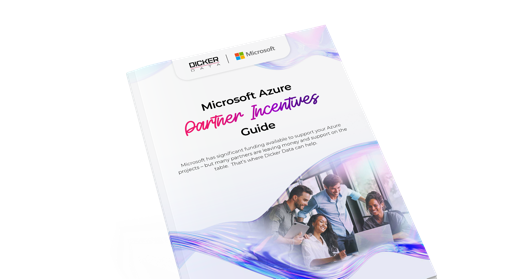 DICKER
DATA
Microsoft
Microsoft Azure
Partner Incentives
Guide
Microsoft has significant funding available to support your Azure
projects – but many partners are leaving money and support on the
table. That's where Dicker Data can help.